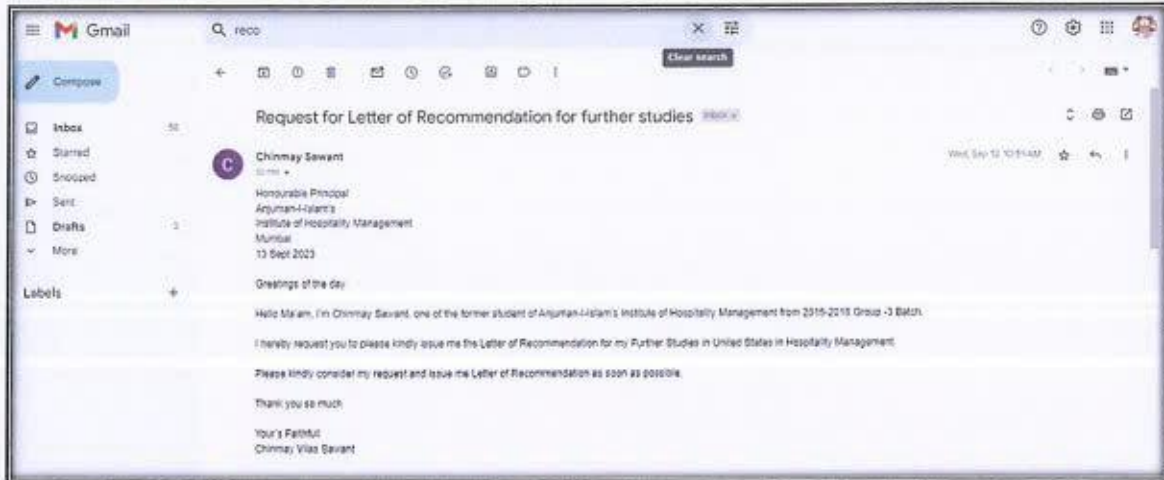 Gmail
reco
Clear search
Compose
Inbox
Starred
Snoozed
Sent
Drafts
More
Labels
Request for Letter of Recommendation for further studies
C
Chinmay Sawant
Honourable Principal
Anjuman-I-Islam's
Institute of Hospitality Management
Mumbai
13 Sept 2023
Greetings of the day
Hello Ma'am, I'm Chinmay Sawant, one of the former student of Anjuman-I-Islam's Institute of Hospitality Management from Group -3 Batch.
I hereby request you to please kindly issue me the Letter of Recommendation for my Further Studies in United States in Hospitality Management.
Please kindly consider my request and issue me Letter of Recommendation as soon as possible.
Thank you so much
Your's Faithful
Chinmay Vilas Sawant